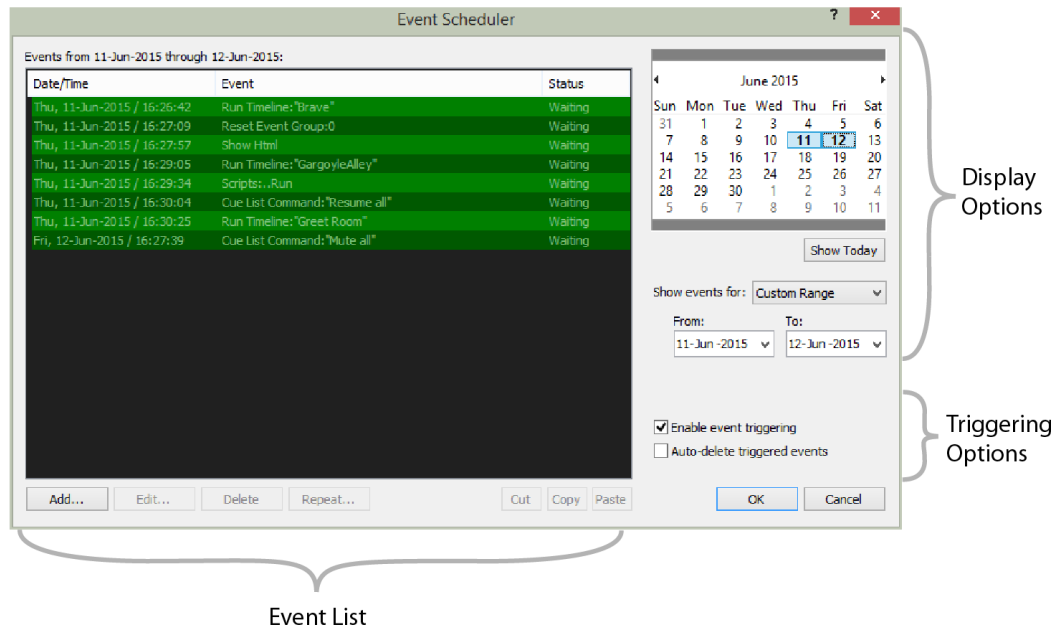 Event Scheduler
? ×
Events from 11-Jun-2015 through 12-Jun-2015:
Date/Time Event Status
Thu, 11-Jun-2015 / 16:26:42 Run Timeline:"Brave" Waiting
Thu, 11-Jun-2015 / 16:27:09 Reset Event Group:0 Waiting
Thu, 11-Jun-2015 / 16:27:57 Show Html Waiting
Thu, 11-Jun-2015 / 16:29:05 Run Timeline:"GargoyleAlley" Waiting
Thu, 11-Jun-2015 / 16:29:34 Scripts:..Run Waiting
Thu, 11-Jun-2015 / 16:30:04 Cue List Command:"Resume all" Waiting
Thu, 11-Jun-2015 / 16:30:25 Run Timeline:"Greet Room" Waiting
Fri, 12-Jun-2015 / 16:27:39 Cue List Command:"Mute all" Waiting
Add... Edit... Delete Repeat... Cut Copy Paste
June 2015
Sun Mon Tue Wed Thu Fri Sat
31 1 2 3 4 5 6
7 8 9 10 11 12 13
14 15 16 17 18 19 20
21 22 23 24 25 26 27
28 29 30 1 2 3 4
5 6 7 8 9 10 11
Show Today
Show events for: Custom Range
From: To:
11-Jun -2015 12-Jun -2015
Enable event triggering
Auto-delete triggered events
OK Cancel
Display
Options
Triggering
Options
Event List